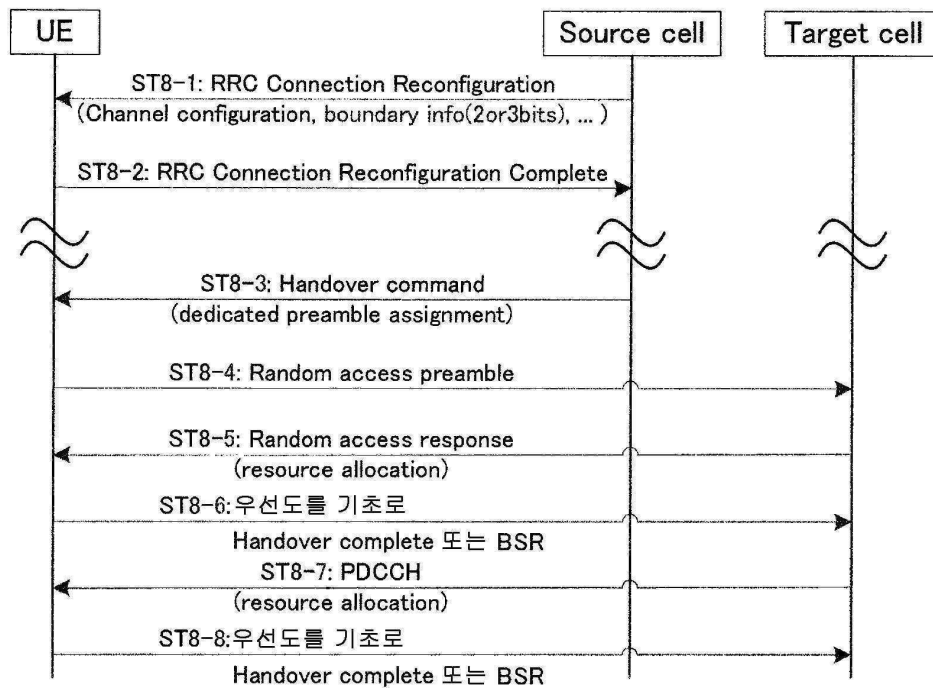 UE
Source cell
Target cell
ST8-1: RRC Connection Reconfiguration
(Channel configuration, boundary info(2or3bits), ... )
ST8-2: RRC Connection Reconfiguration Complete
ST8-3: Handover command
(dedicated preamble assignment)
ST8-4: Random access preamble
ST8-5: Random access response
(resource allocation)
ST8-6:우선도를 기초로
Handover complete 또는 BSR
ST8-7: PDCCH
(resource allocation)
ST8-8:우선도를 기초로
Handover complete 또는 BSR